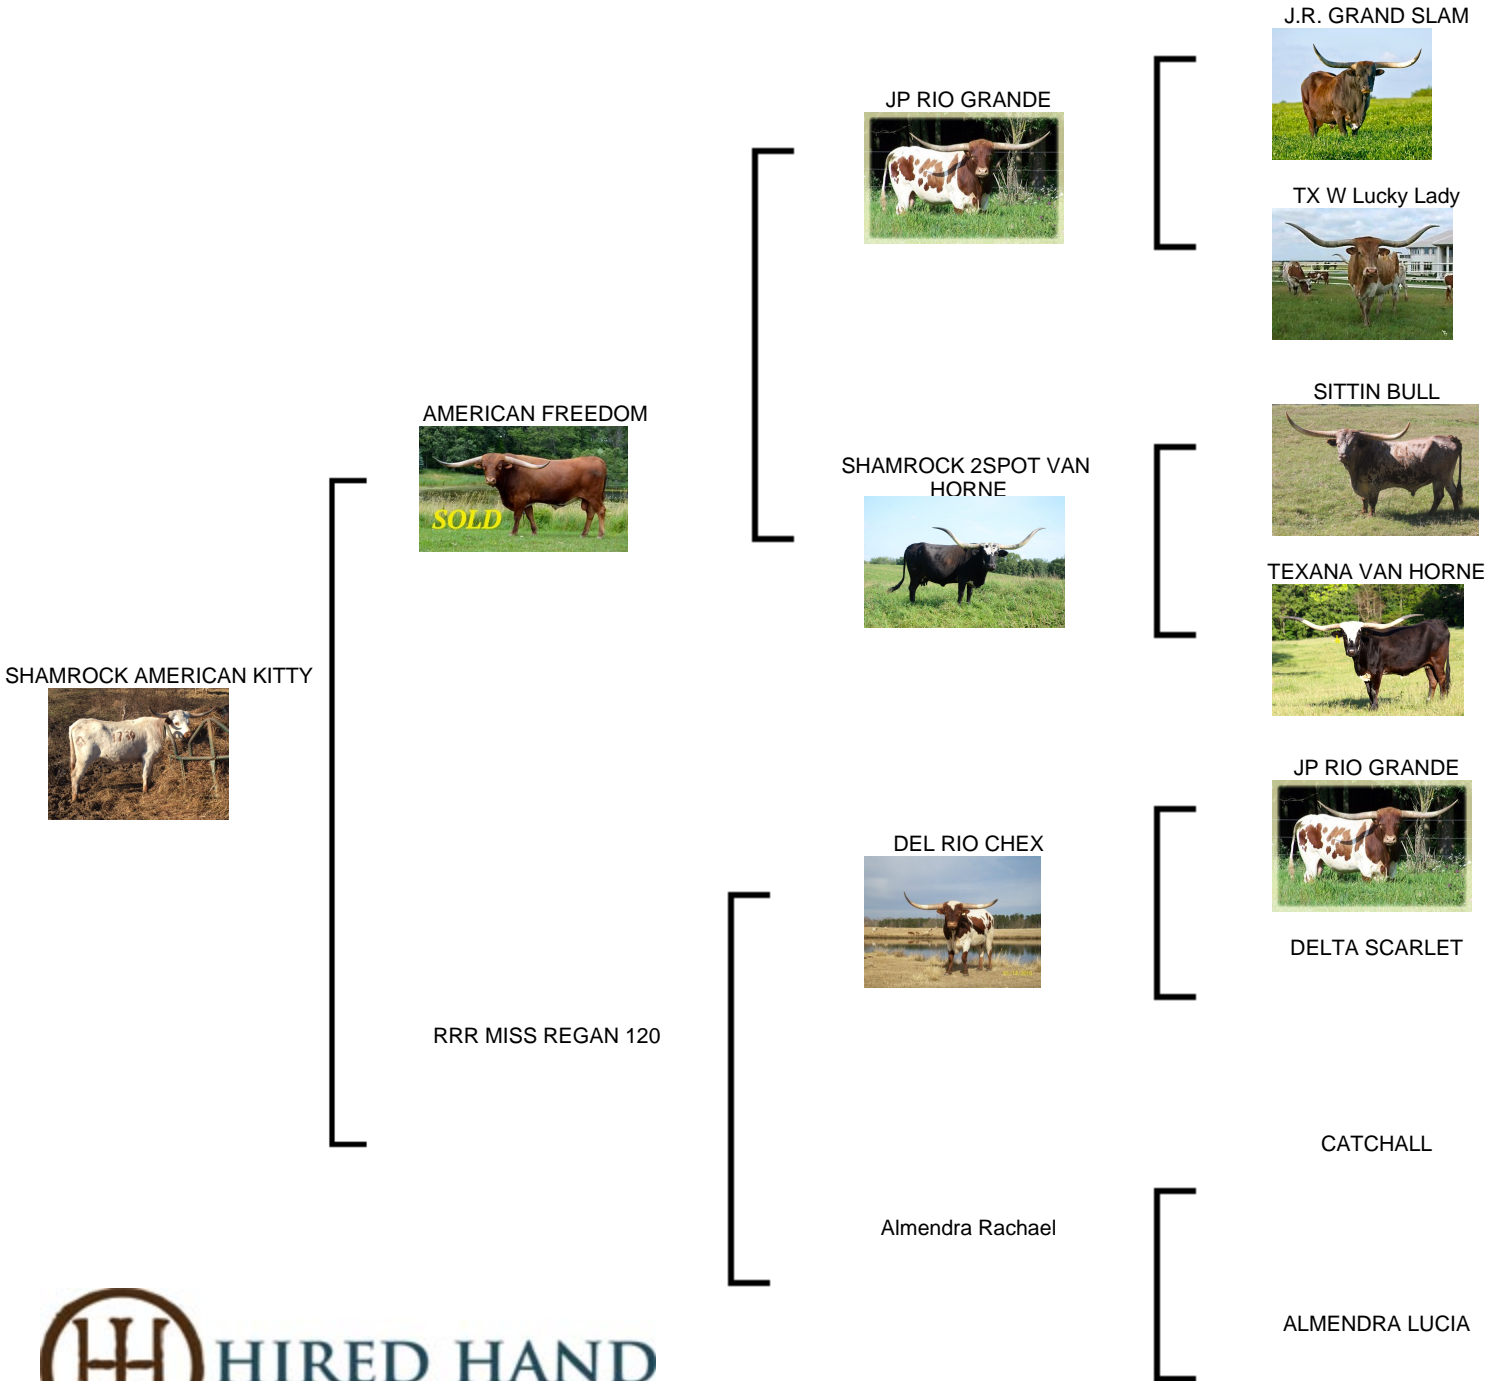 J.R. GRAND SLAM
JP RIO GRANDE
TX W Lucky Lady
SITTIN BULL
AMERICAN FREEDOM
SOLD
SHAMROCK 2SPOT VAN
HORNE
TEXANA VAN HORNE
SHAMROCK AMERICAN KITTY
JP RIO GRANDE
DEL RIO CHEX
DELTA SCARLET
RRR MISS REGAN 120
CATCHALL
Almendra Rachael
ALMENDRA LUCIA
HIRED HAND